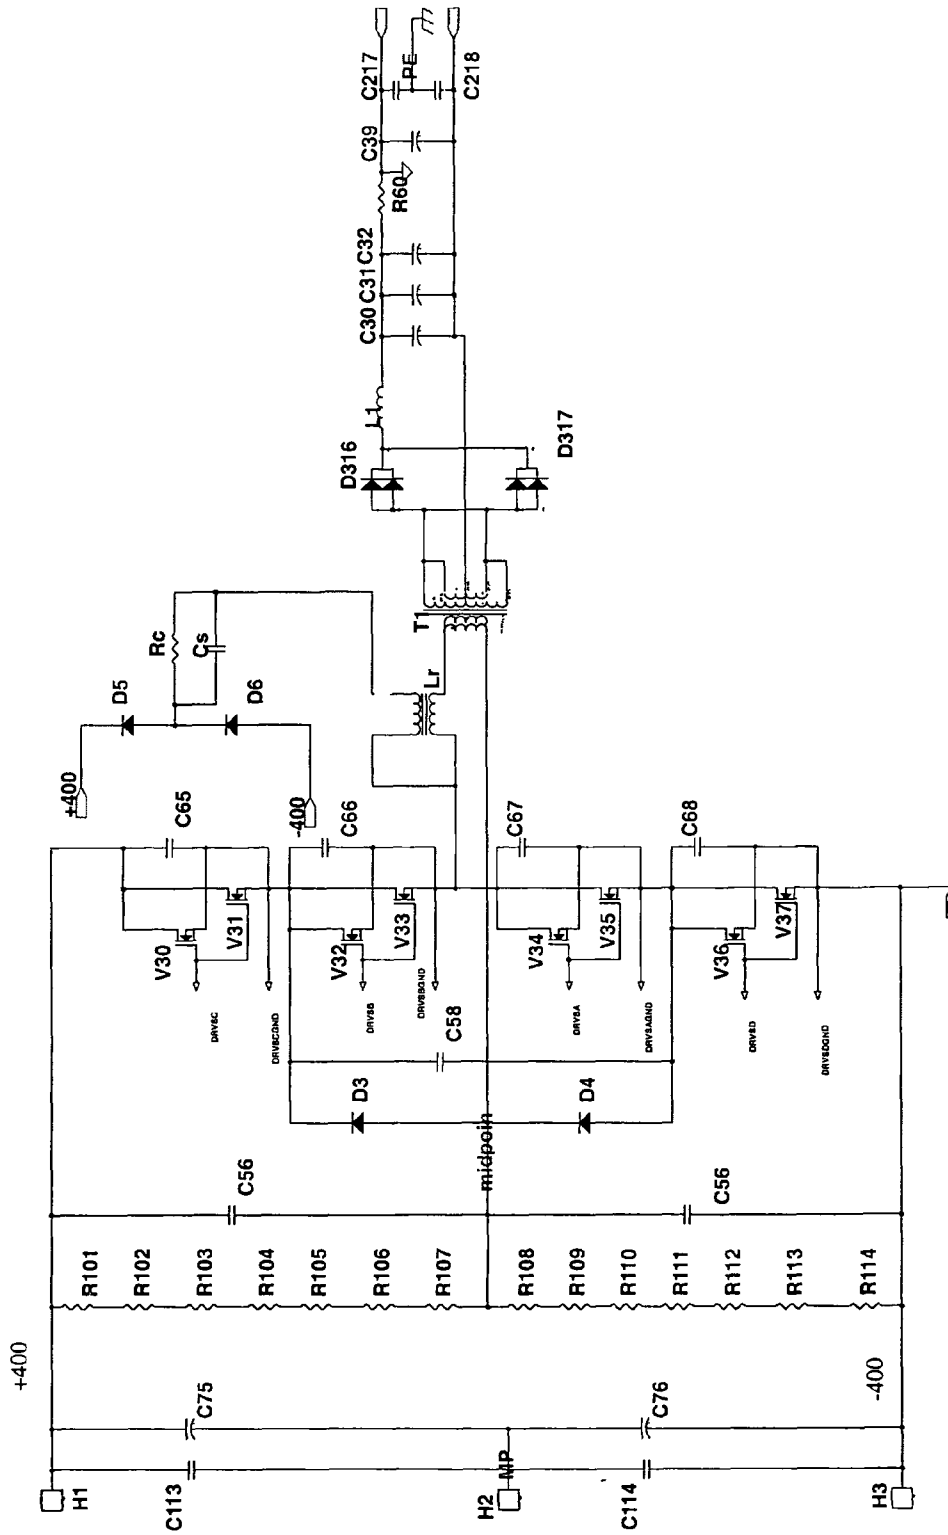 C217
PE
C218
C39
R60
C32
C31
C30
L1
D316
D317
T1
Rc
Cs
D5
D6
Lr
+400
-400
C65
C66
C67
C68
V30
V31
V32
V33
V34
V35
V36
V37
DRVSC
DRVSCGND
DRVSB
DRVSBGND
DRVSA
DRVSAGND
DRVSD
DRVSDGND
C58
D3
D4
midpoin
C56
C56
R101
R102
R103
R104
R105
R106
R107
R108
R109
R110
R111
R112
R113
R114
+400
-400
C75
C76
MP
H1
C113
H2
C114
H3